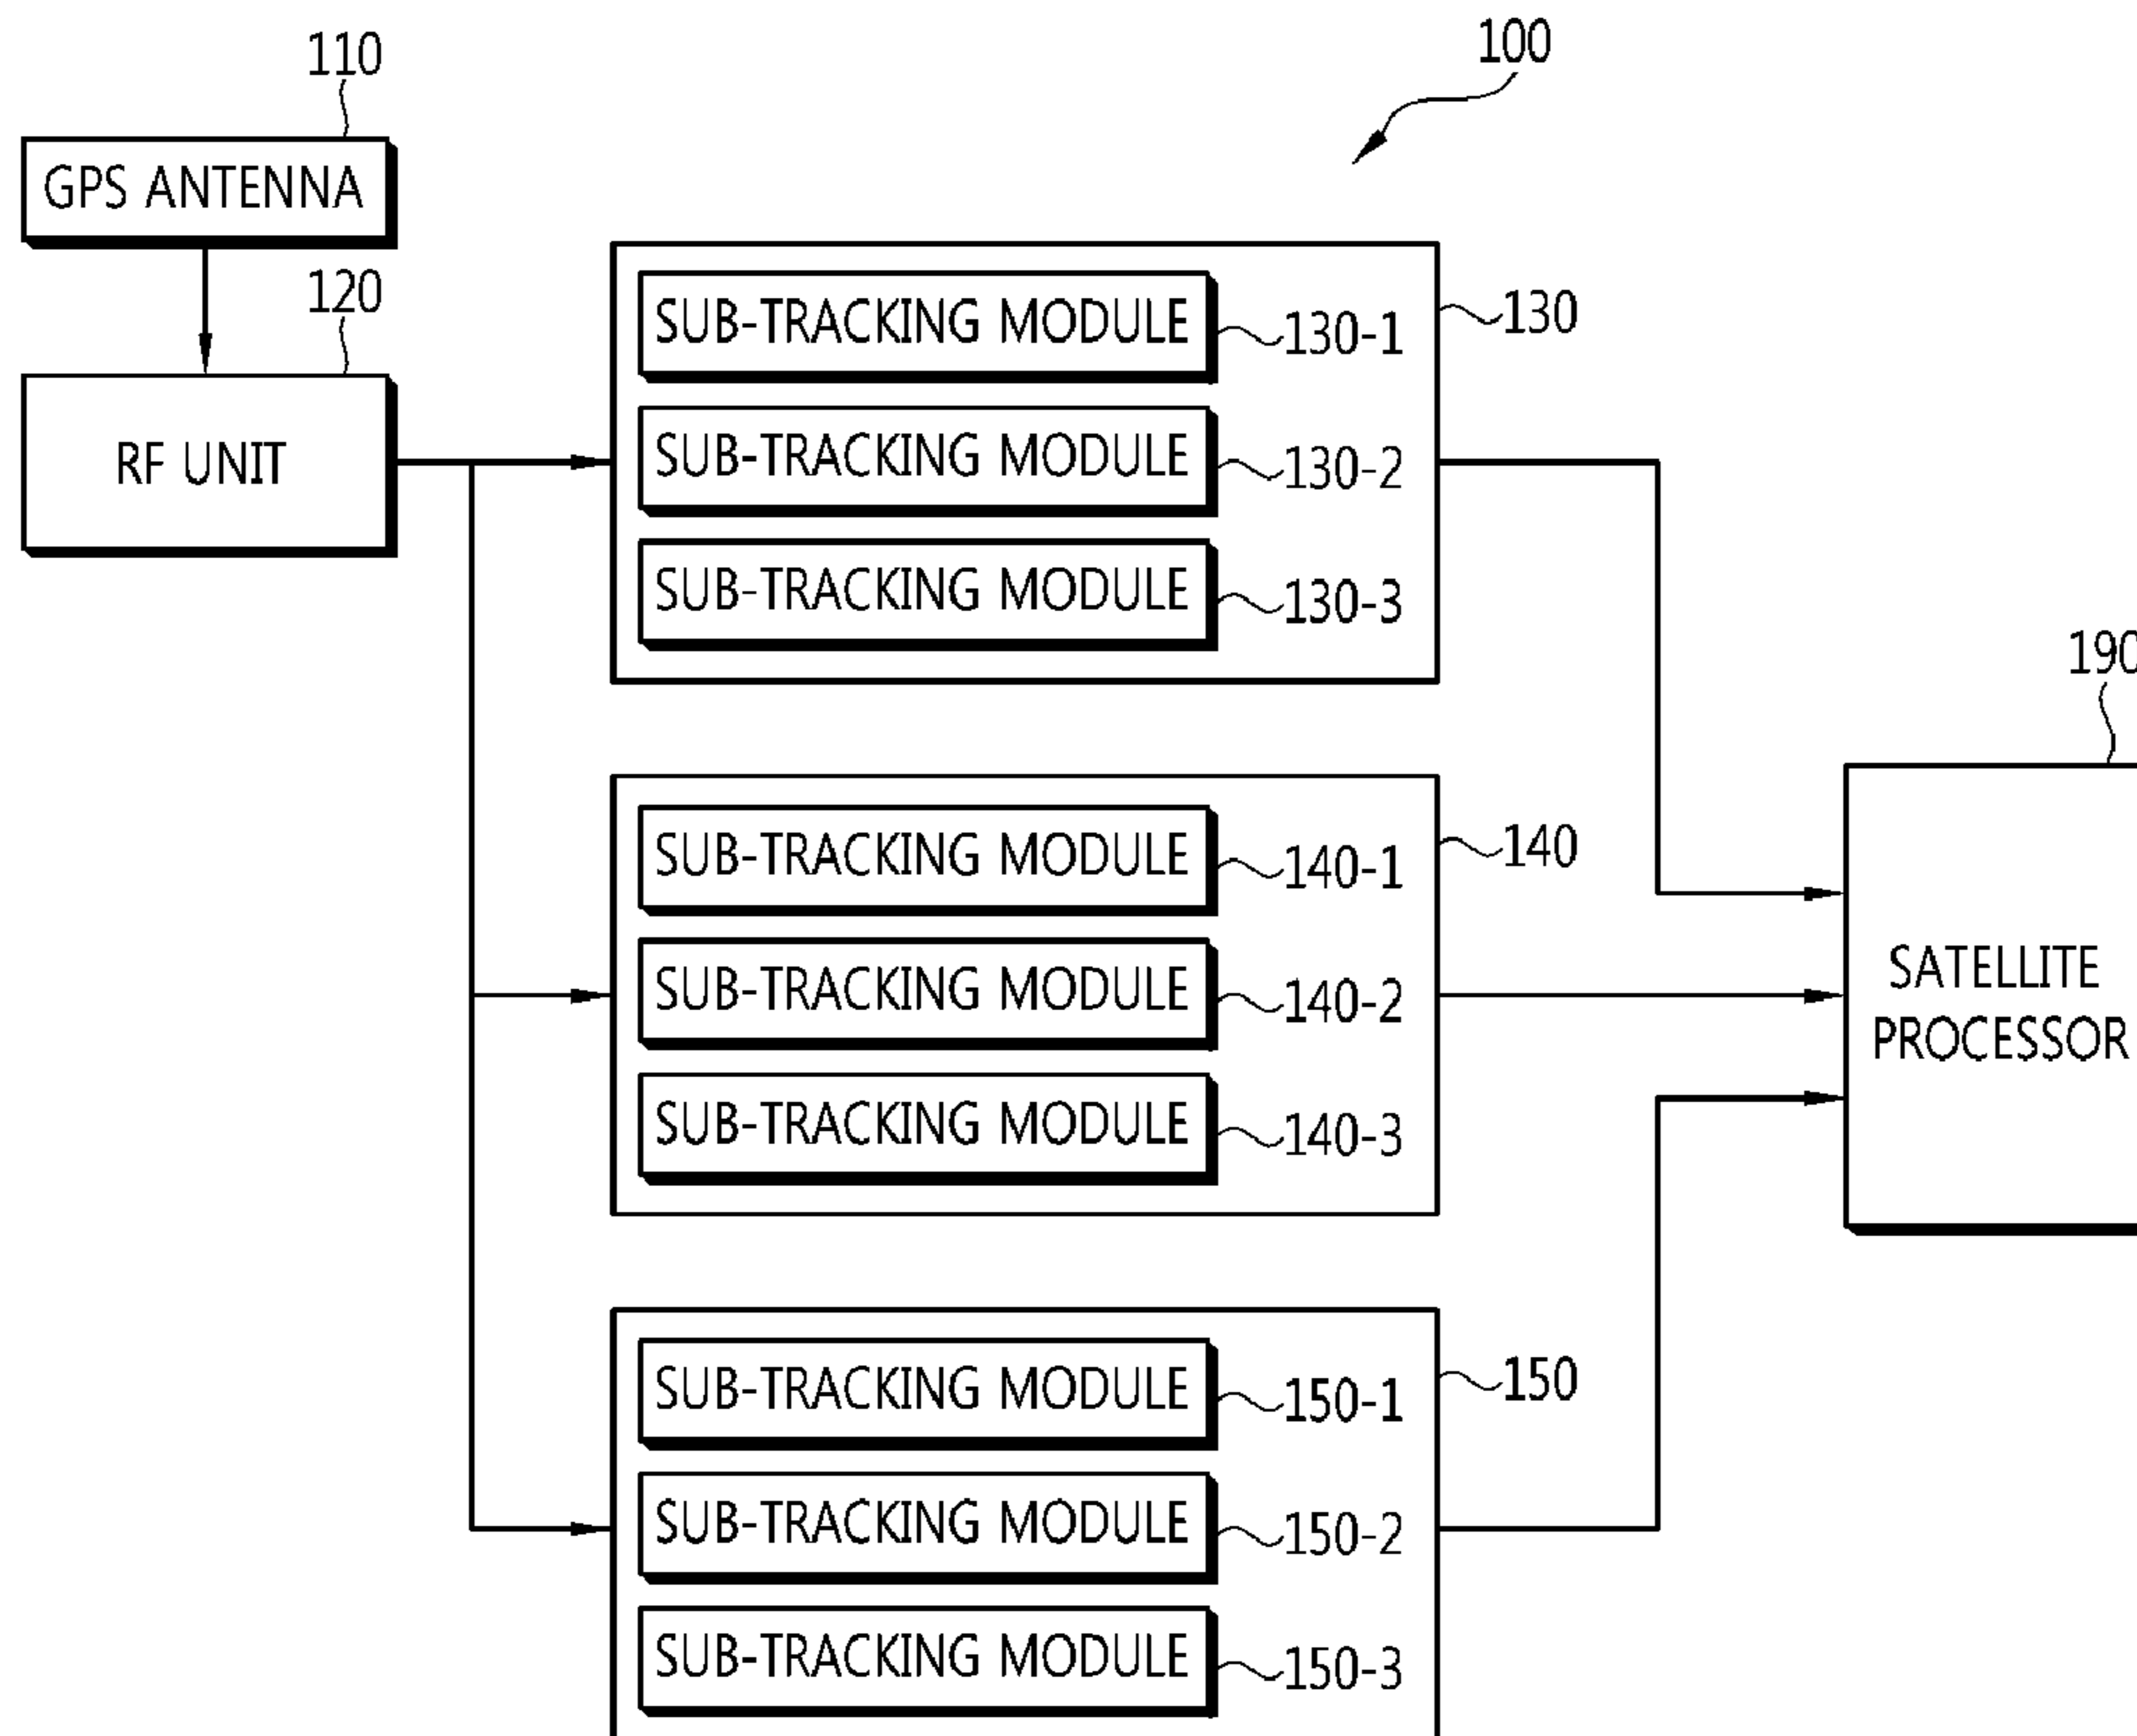 100
110
GPS ANTENNA
120
RF UNIT
SUB-TRACKING MODULE 130-1
130
SUB-TRACKING MODULE 130-2
SUB-TRACKING MODULE 130-3
190
SUB-TRACKING MODULE 140-1
140
SUB-TRACKING MODULE 140-2
SUB-TRACKING MODULE 140-3
SATELLITE
PROCESSOR
SUB-TRACKING MODULE 150-1
150
SUB-TRACKING MODULE 150-2
SUB-TRACKING MODULE 150-3